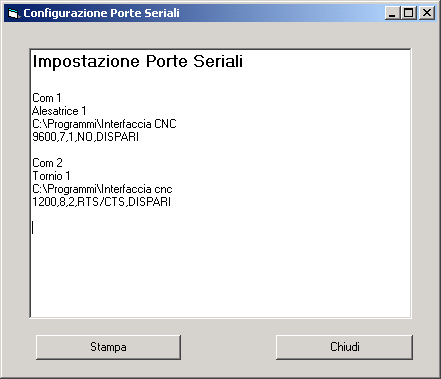 Configurazione Porte Seriali
Impostazione Porte Seriali
Com 1
Alesatrice 1
C:\Programmi\Interfaccia CNC
9600,7,1,NO,DISPARI
Com 2
Tornio 1
C:\Programmi\Interfaccia cnc
1200,8,2,RTS/CTS,DISPARI
Stampa
Chiudi